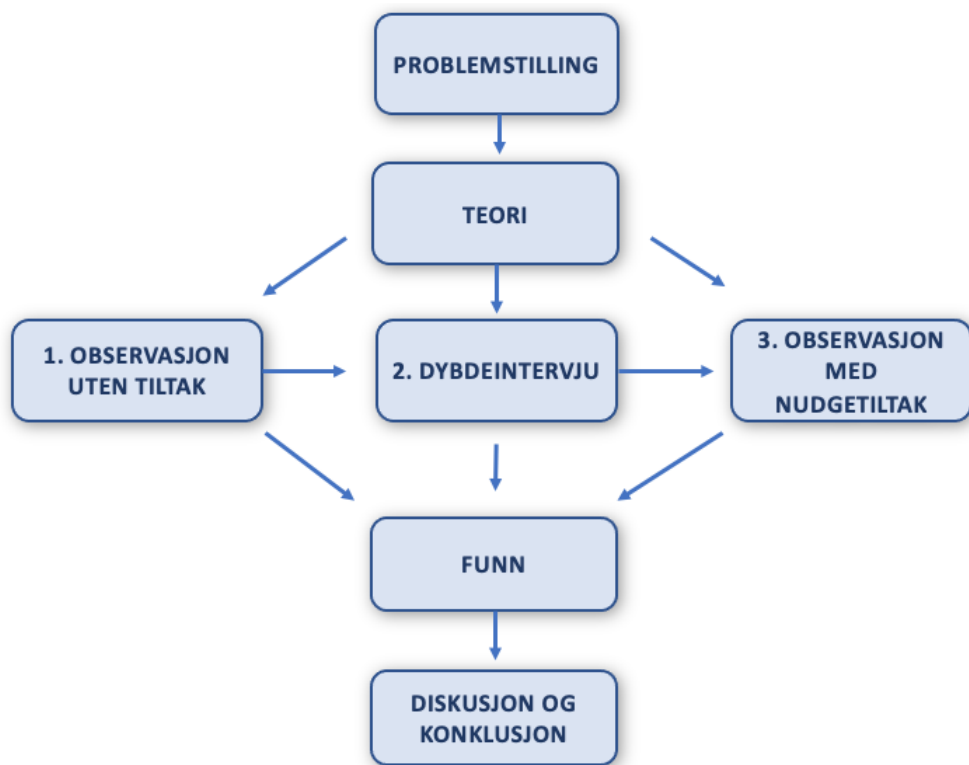 PROBLEMSTILLING
TEORI
1. OBSERVASJON
UTEN TILTAK
2. DYBDEINTERVJU
3. OBSERVASJON
MED
NUDGETILTAK
FUNN
DISKUSJON OG
KONKLUSJON